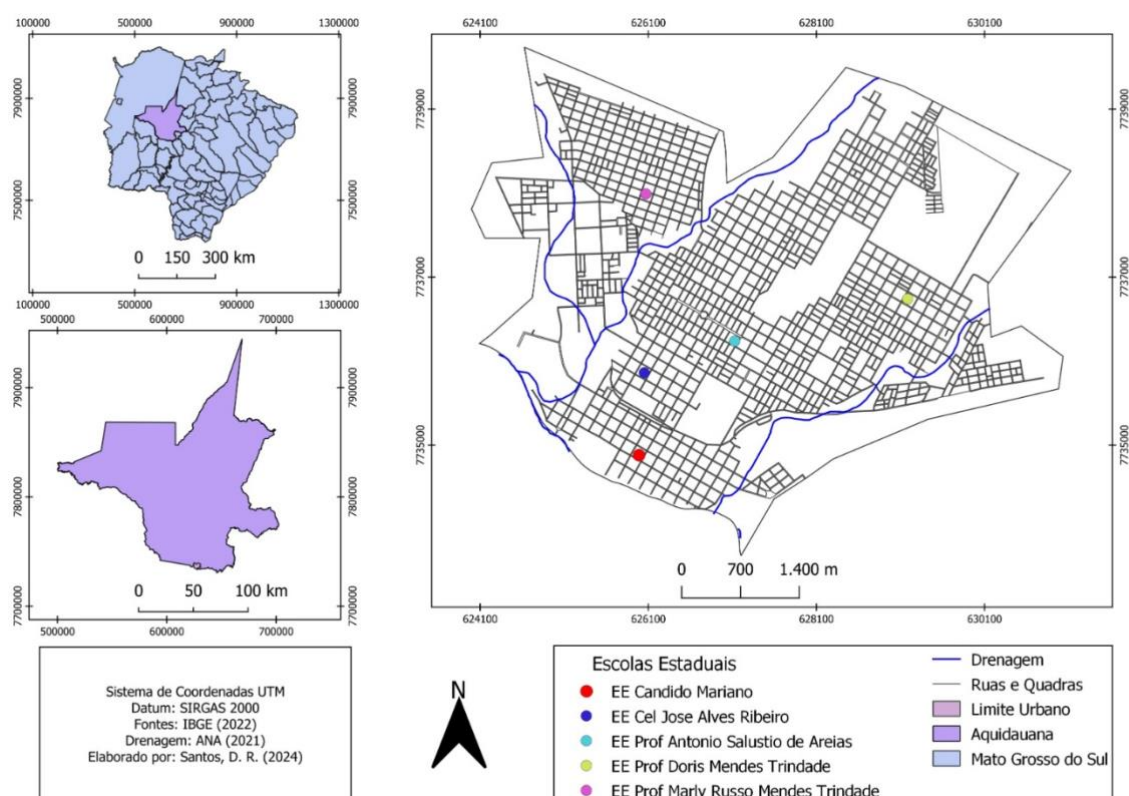 100000 500000 900000 1300000
7900000 7900000
7500000 7500000
0 150 300 km
100000 500000 900000 1300000
500000 600000 700000
7900000 7900000
7800000 7800000
0 50 100 km
7700000 7700000
500000 600000 700000
624100 626100 628100 630100
7739000 7739000
7737000 7737000
7735000 7735000
0 700 1.400 m
624100 626100 628100 630100
Sistema de Coordenadas UTM
Datum: SIRGAS 2000
Fontes: IBGE (2022)
Drenagem: ANA (2021)
Elaborado por: Santos, D. R. (2024)
N
Escolas Estaduais
EE Candido Mariano
EE Cel Jose Alves Ribeiro
EE Prof Antonio Salustio de Areias
EE Prof Doris Mendes Trindade
EE Prof Marly Russo Mendes Trindade
Drenagem
Ruas e Quadras
Limite Urbano
Aquidauana
Mato Grosso do Sul